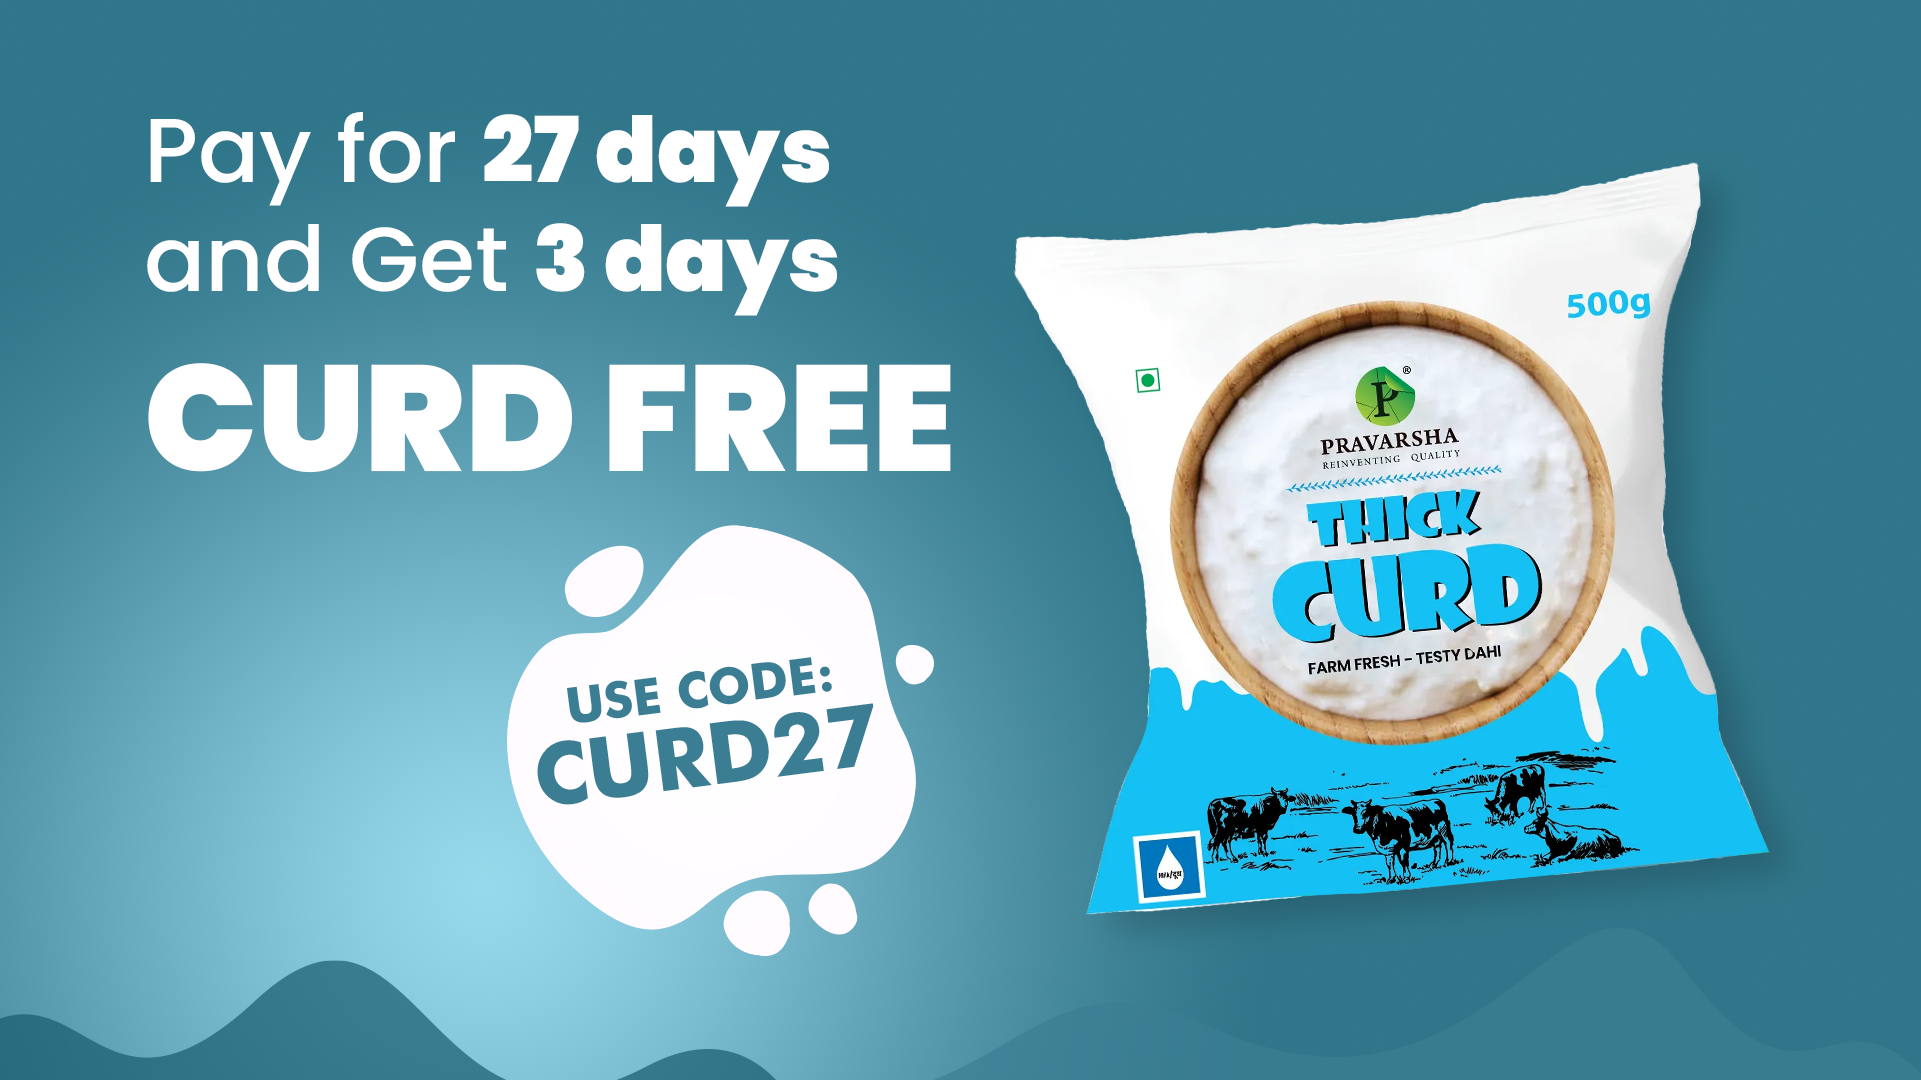 Pay for 27 days
and Get 3 days
CURD FREE
USE CODE:
CURD27
500g
P
®
PRAVARSHA
REINVENTING QUALITY
THICK
CURD
FARM FRESH - TESTY DAHI